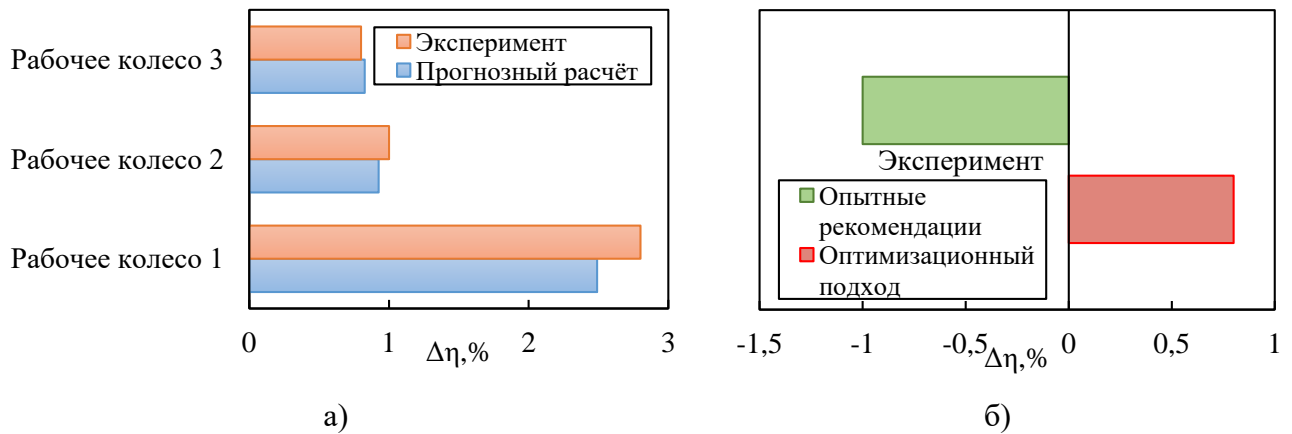 Рабочее колесо 3
Рабочее колесо 2
Рабочее колесо 1
Эксперимент
Прогнозный расчёт
0 1 2 3
Δη,%
а)
Эксперимент
Опытные
рекомендации
Оптимизационный
подход
-1,5 -1 -0,5 0 0,5 1
Δη,%
б)